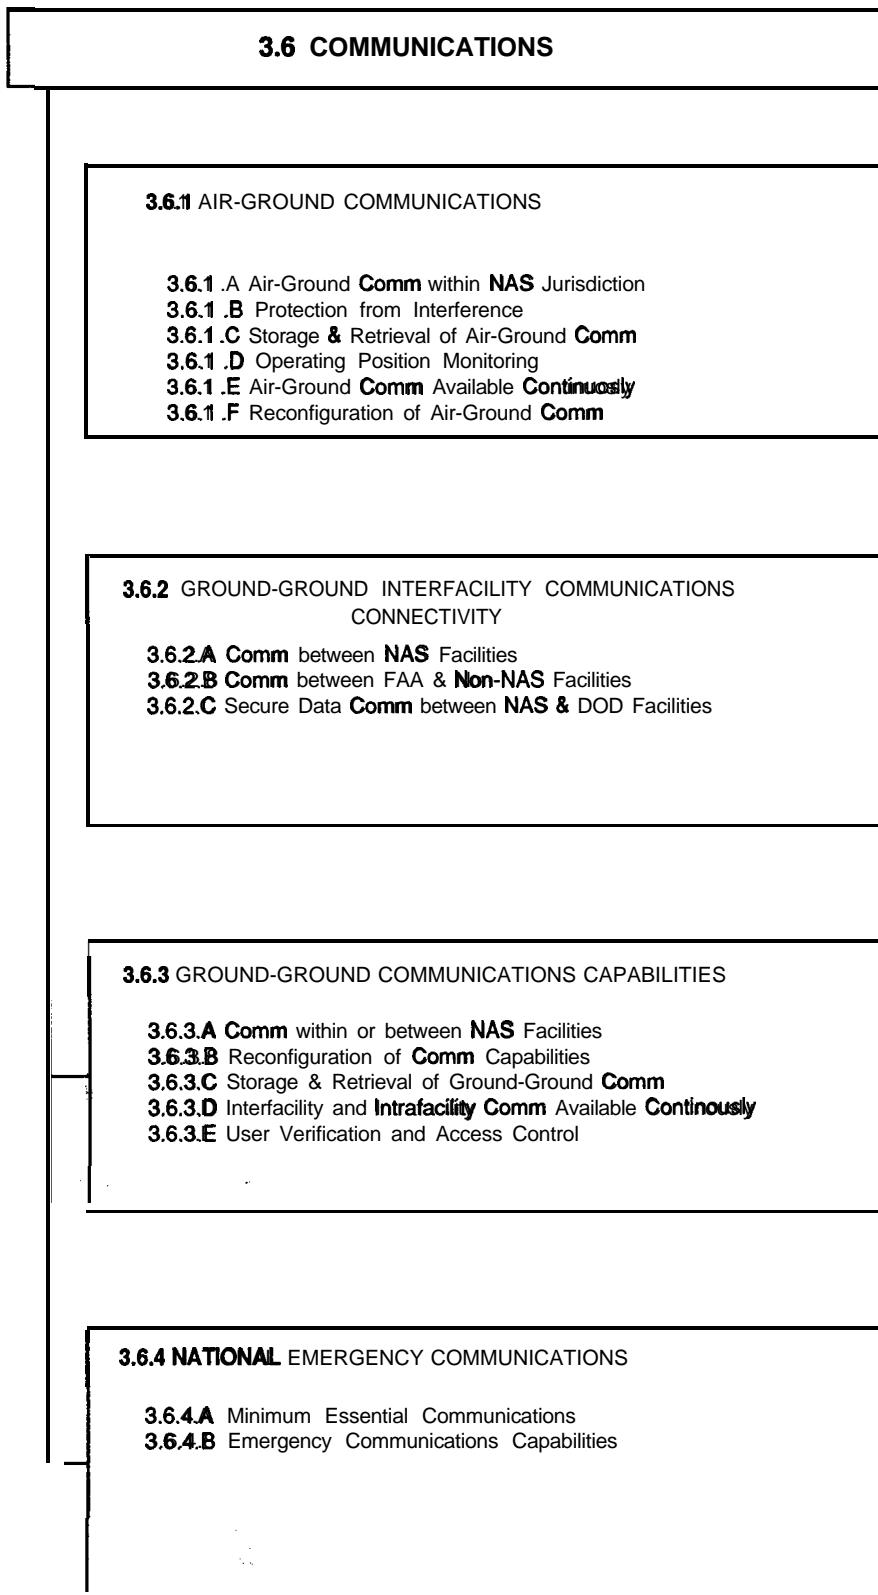 3.6 COMMUNICATIONS
3.6.1 AIR-GROUND COMMUNICATIONS
3.6.1 .A Air-Ground Comm within NAS Jurisdiction
3.6.1 .B Protection from Interference
3.6.1 .C Storage & Retrieval of Air-Ground Comm
3.6.1 .D Operating Position Monitoring
3.6.1 .E Air-Ground Comm Available Continuosly
3.6.1 .F Reconfiguration of Air-Ground Comm
3.6.2 GROUND-GROUND INTERFACILITY COMMUNICATIONS
CONNECTIVITY
3.6.2.A Comm between NAS Facilities
3.6.2.B Comm between FAA & Non-NAS Facilities
3.6.2.C Secure Data Comm between NAS & DOD Facilities
3.6.3 GROUND-GROUND COMMUNICATIONS CAPABILITIES
3.6.3.A Comm within or between NAS Facilities
3.6.3.B Reconfiguration of Comm Capabilities
3.6.3.C Storage & Retrieval of Ground-Ground Comm
3.6.3.D Interfacility and Intrafacility Comm Available Continously
3.6.3.E User Verification and Access Control
3.6.4 NATIONAL EMERGENCY COMMUNICATIONS
3.6.4.A Minimum Essential Communications
3.6.4.B Emergency Communications Capabilities